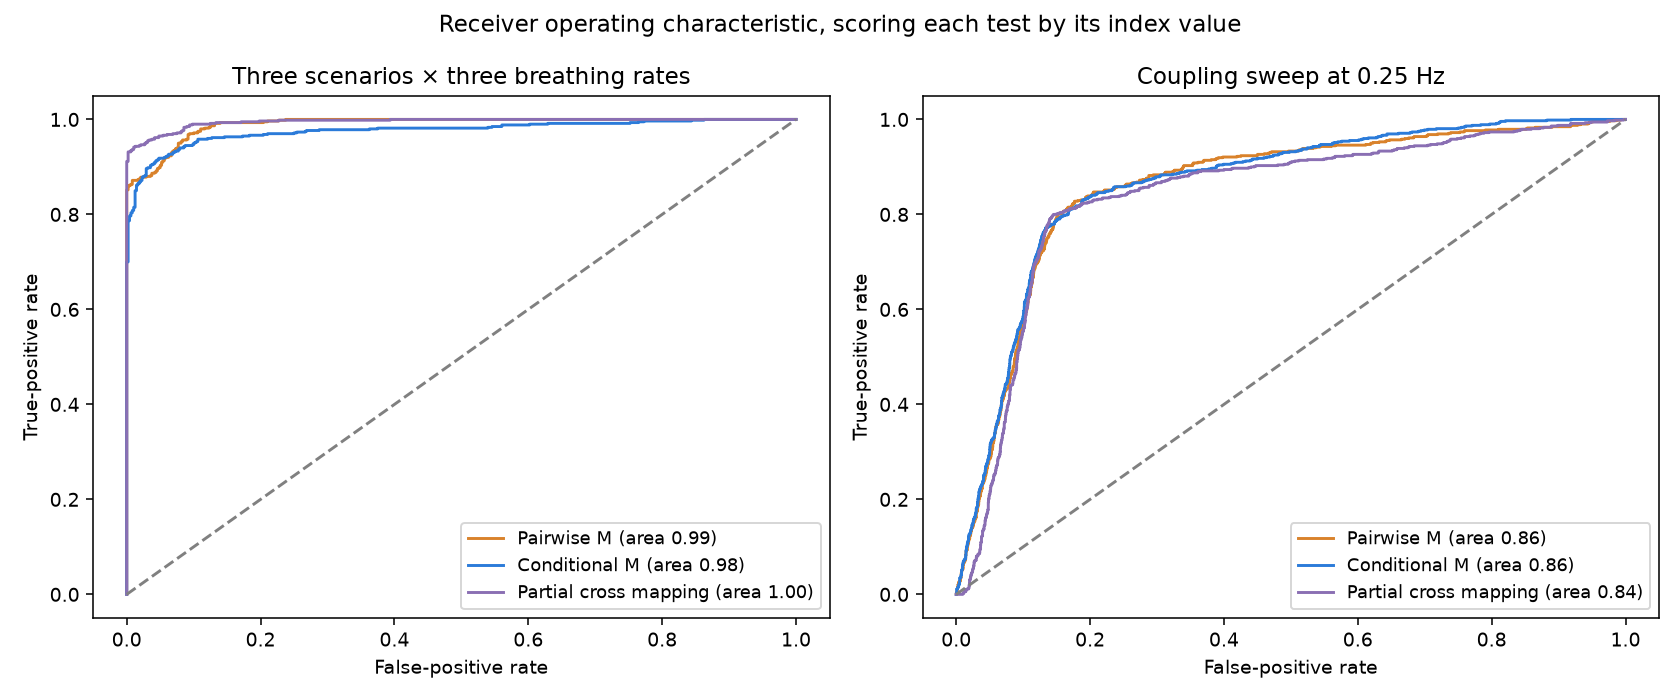 Receiver operating characteristic, scoring each test by its index value
Three scenarios × three breathing rates
True-positive rate
1.0
0.8
0.6
0.4
0.2
0.0
Pairwise M (area 0.99)
Conditional M (area 0.98)
Partial cross mapping (area 1.00)
0.0 0.2 0.4 0.6 0.8 1.0
False-positive rate
Coupling sweep at 0.25 Hz
True-positive rate
1.0
0.8
0.6
0.4
0.2
0.0
Pairwise M (area 0.86)
Conditional M (area 0.86)
Partial cross mapping (area 0.84)
0.0 0.2 0.4 0.6 0.8 1.0
False-positive rate